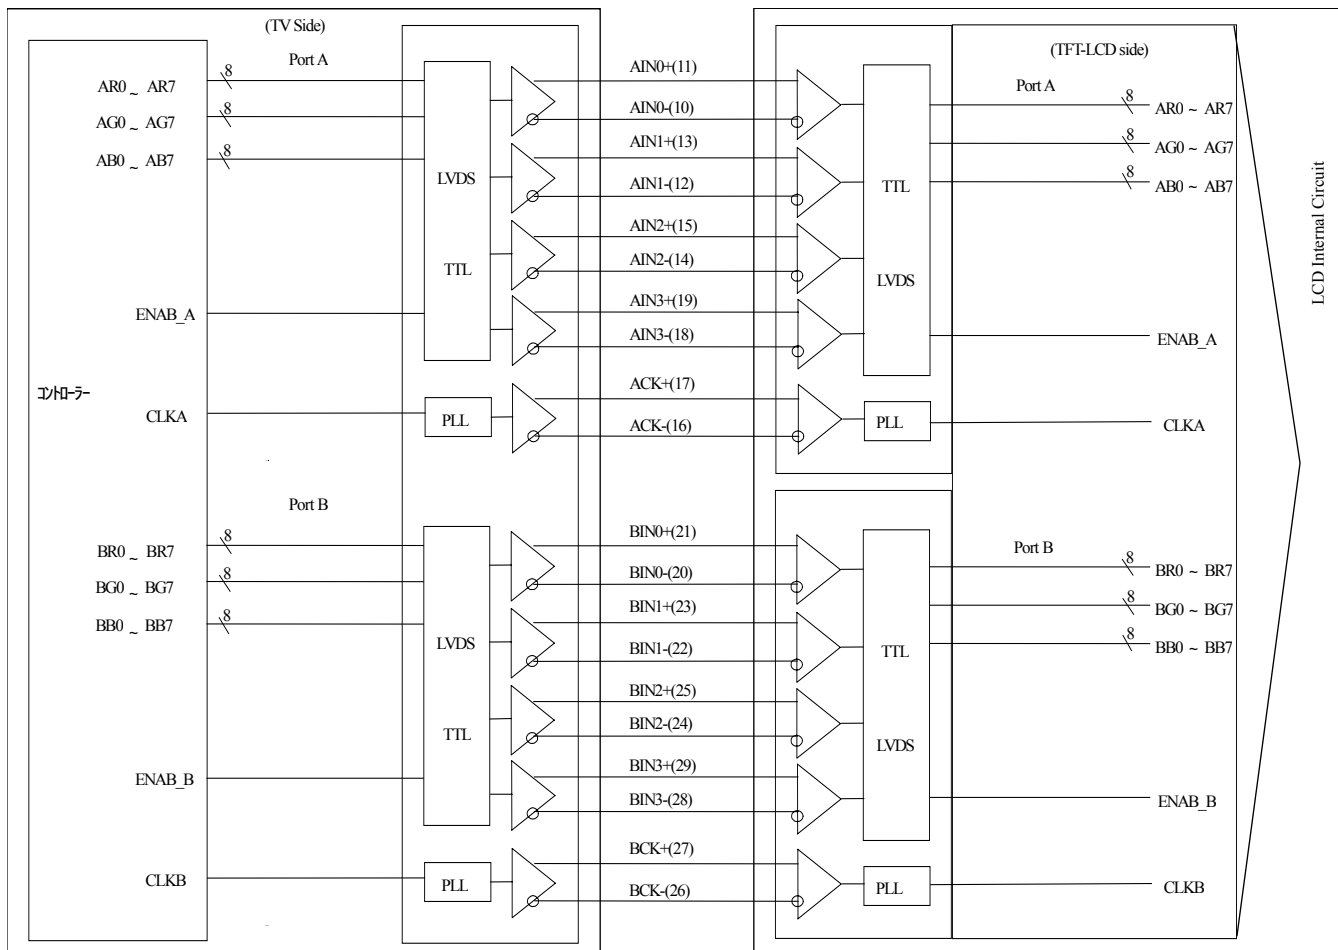 (TV Side)
Port A
AR0 ~ AR7
8
AG0 ~ AG7
8
AB0 ~ AB7
8
LVDS
TTL
ENAB_A
コントローラー
CLKA
PLL
AIN0+(11)
AIN0-(10)
AIN1+(13)
AIN1-(12)
AIN2+(15)
AIN2-(14)
AIN3+(19)
AIN3-(18)
ACK+(17)
ACK-(16)
(TFT-LCD side)
Port A
TTL
LVDS
8
AR0 ~ AR7
8
AG0 ~ AG7
8
AB0 ~ AB7
ENAB_A
PLL
CLKA
LCD Internal Circuit
Port B
BR0 ~ BR7
8
BG0 ~ BG7
8
BB0 ~ BB7
8
LVDS
TTL
ENAB_B
CLKB
PLL
BIN0+(21)
BIN0-(20)
BIN1+(23)
BIN1-(22)
BIN2+(25)
BIN2-(24)
BIN3+(29)
BIN3-(28)
BCK+(27)
BCK-(26)
Port B
TTL
LVDS
8
BR0 ~ BR7
8
BG0 ~ BG7
8
BB0 ~ BB7
ENAB_B
PLL
CLKB